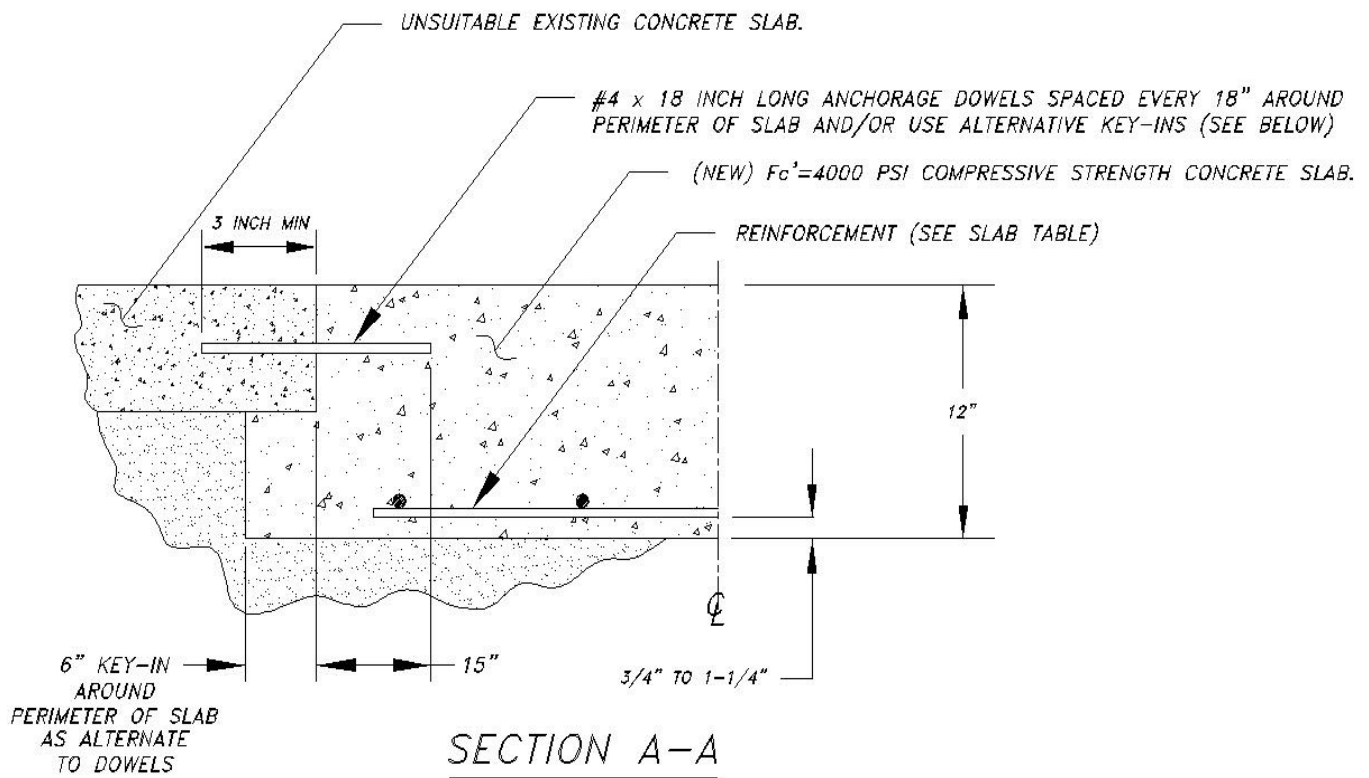 UNSUITABLE EXISTING CONCRETE SLAB.
#4 x 18 INCH LONG ANCHORAGE DOWELS SPACED EVERY 18" AROUND
PERIMETER OF SLAB AND/OR USE ALTERNATIVE KEY-INS (SEE BELOW)
(NEW) Fc'=4000 PSI COMPRESSIVE STRENGTH CONCRETE SLAB.
3 INCH MIN
REINFORCEMENT (SEE SLAB TABLE)
12"
℄
6" KEY-IN
AROUND
PERIMETER OF SLAB
AS ALTERNATE
TO DOWELS
15"
3/4" TO 1-1/4"
SECTION A-A